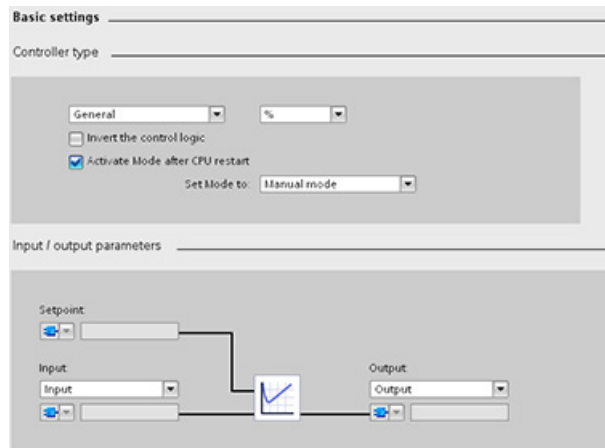 Basic settings
Controller type
General
%
Invert the control logic
Activate Mode after CPU restart
Set Mode to:
Manual mode
Input / output parameters
Setpoint:
Input:
Output:
Input
Output